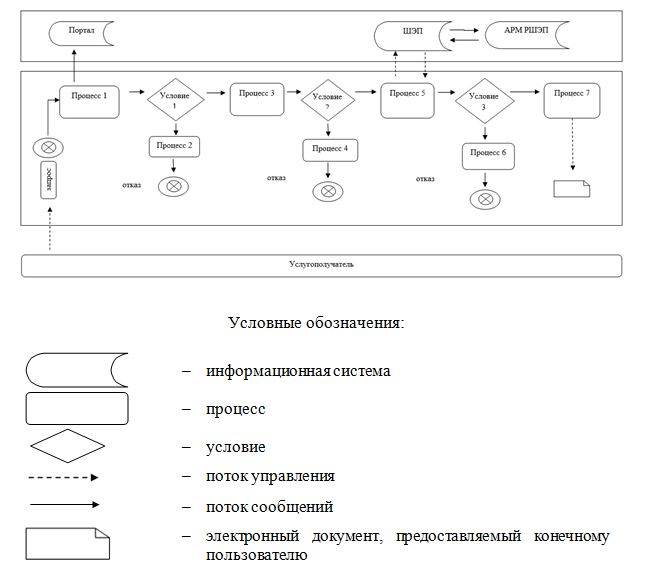 Портал
ШЭП
АРМ РШЭП
Процесс 1
Условие
1
Процесс 3
Условие
2
Процесс 5
Условие
3
Процесс 7
Процесс 2
Процесс 4
Процесс 6
запрос
отказ
отказ
отказ
Услугополучатель
Условные обозначения:
– информационная система
– процесс
– условие
– поток управления
– поток сообщений
– электронный документ, предоставляемый конечному
пользователю